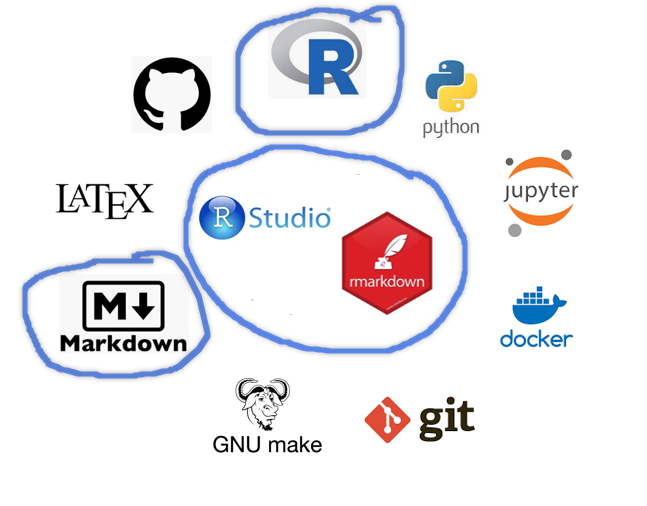 R
python
LATEX
jupyter
R Studio
rmarkdown
M
Markdown
docker
GNU make
git